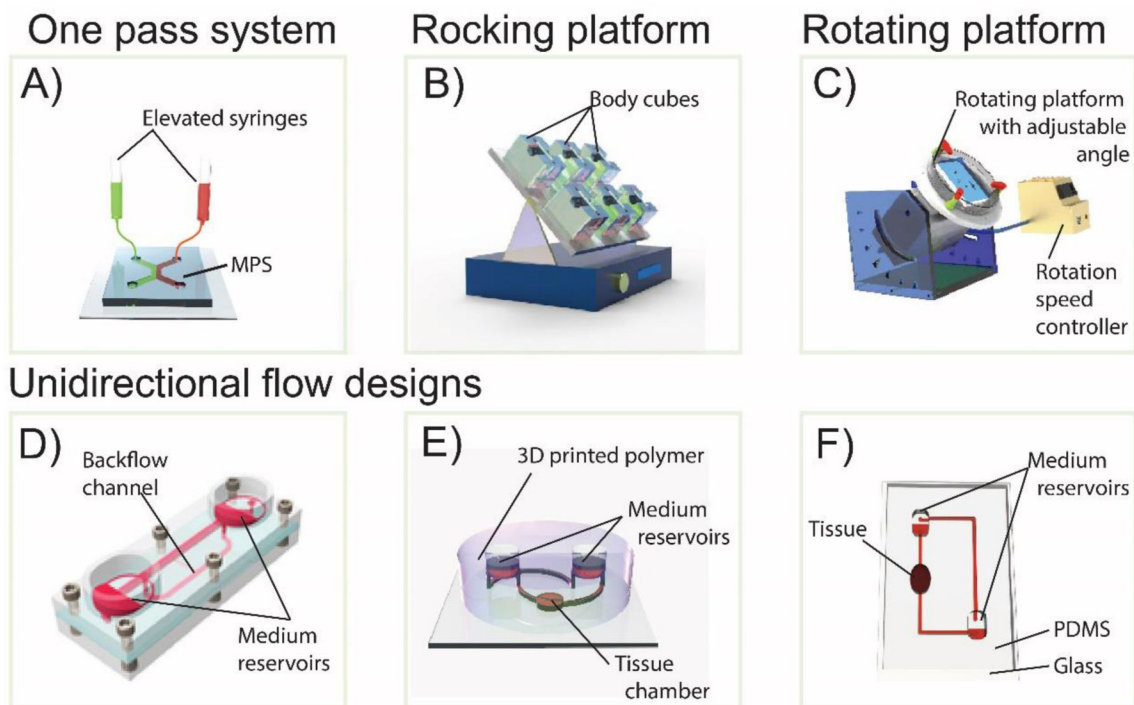 One pass system
Rocking platform
Rotating platform
A)
Elevated syringes
MPS
B)
Body cubes
C)
Rotating platform
with adjustable
angle
Rotation
speed
controller
Unidirectional flow designs
D)
Backflow
channel
Medium
reservoirs
E)
3D printed polymer
Medium
reservoirs
Tissue
chamber
F)
Medium
reservoirs
Tissue
PDMS
Glass